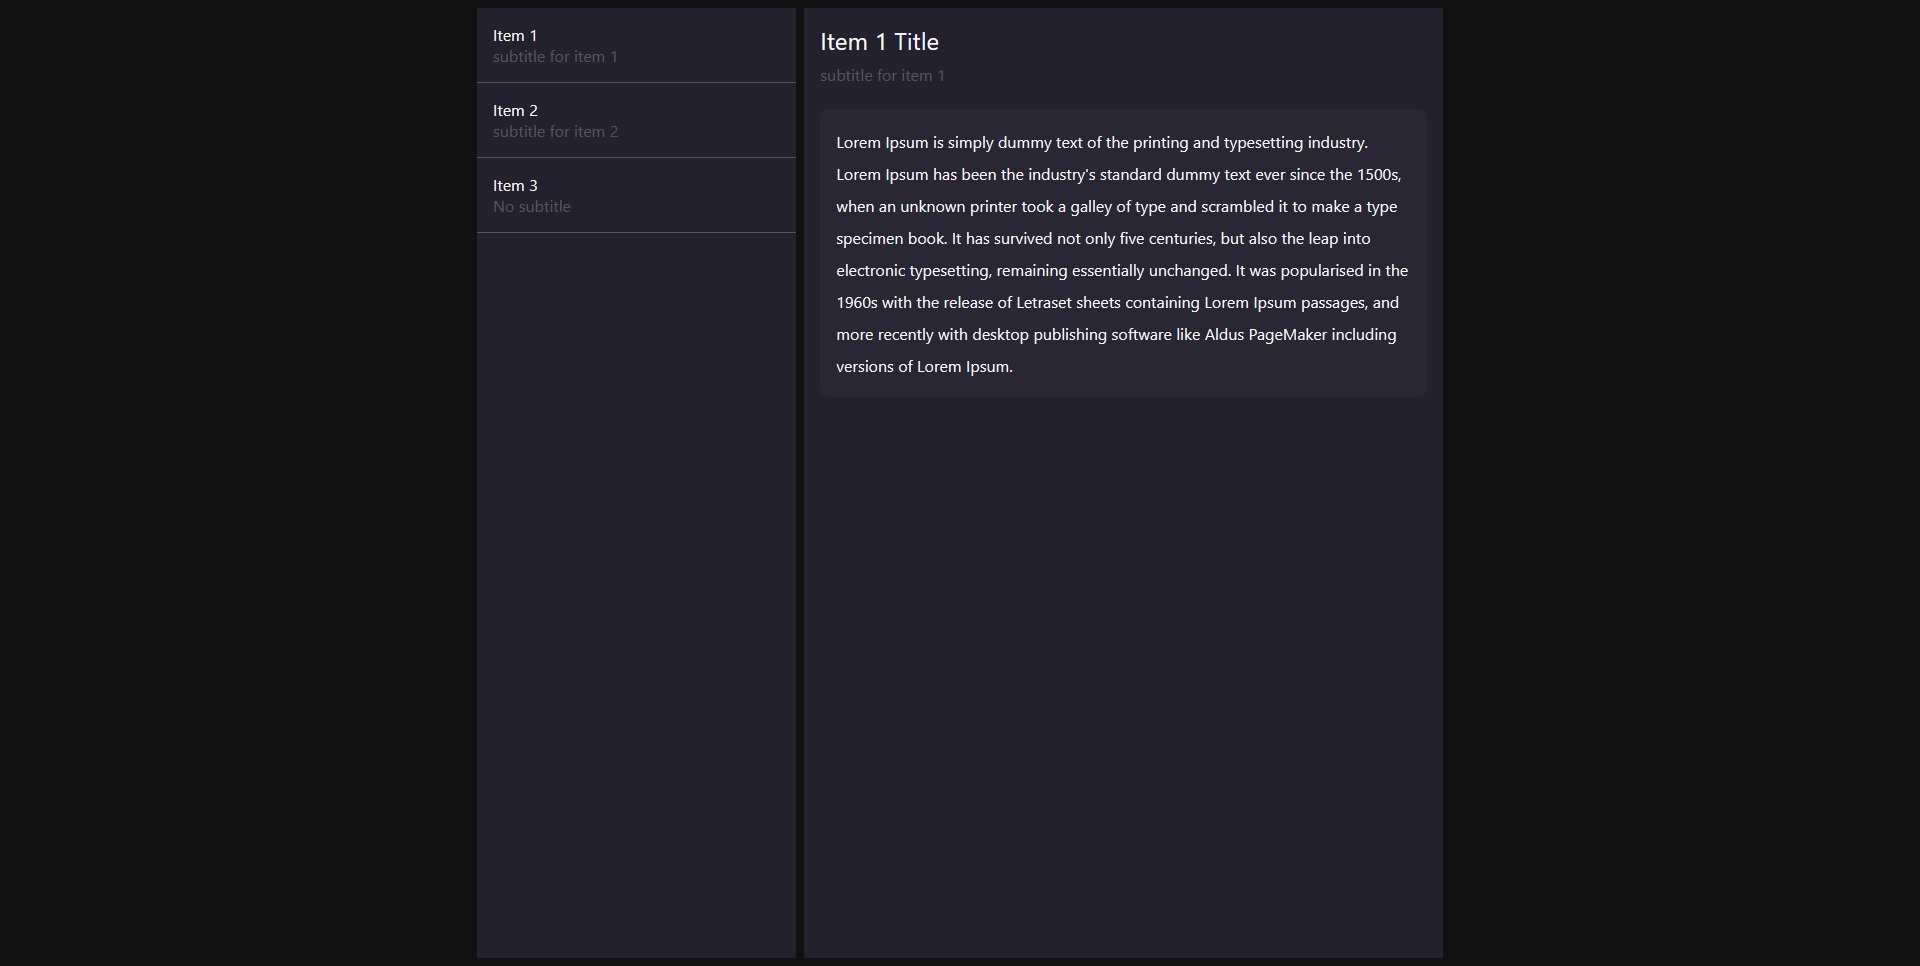 Item 1
subtitle for item 1
Item 2
subtitle for item 2
Item 3
No subtitle
Item 1 Title
subtitle for item 1
Lorem Ipsum is simply dummy text of the printing and typesetting industry.
Lorem Ipsum has been the industry's standard dummy text ever since the 1500s,
when an unknown printer took a galley of type and scrambled it to make a type
specimen book. It has survived not only five centuries, but also the leap into
electronic typesetting, remaining essentially unchanged. It was popularised in the
1960s with the release of Letraset sheets containing Lorem Ipsum passages, and
more recently with desktop publishing software like Aldus PageMaker including
versions of Lorem Ipsum.